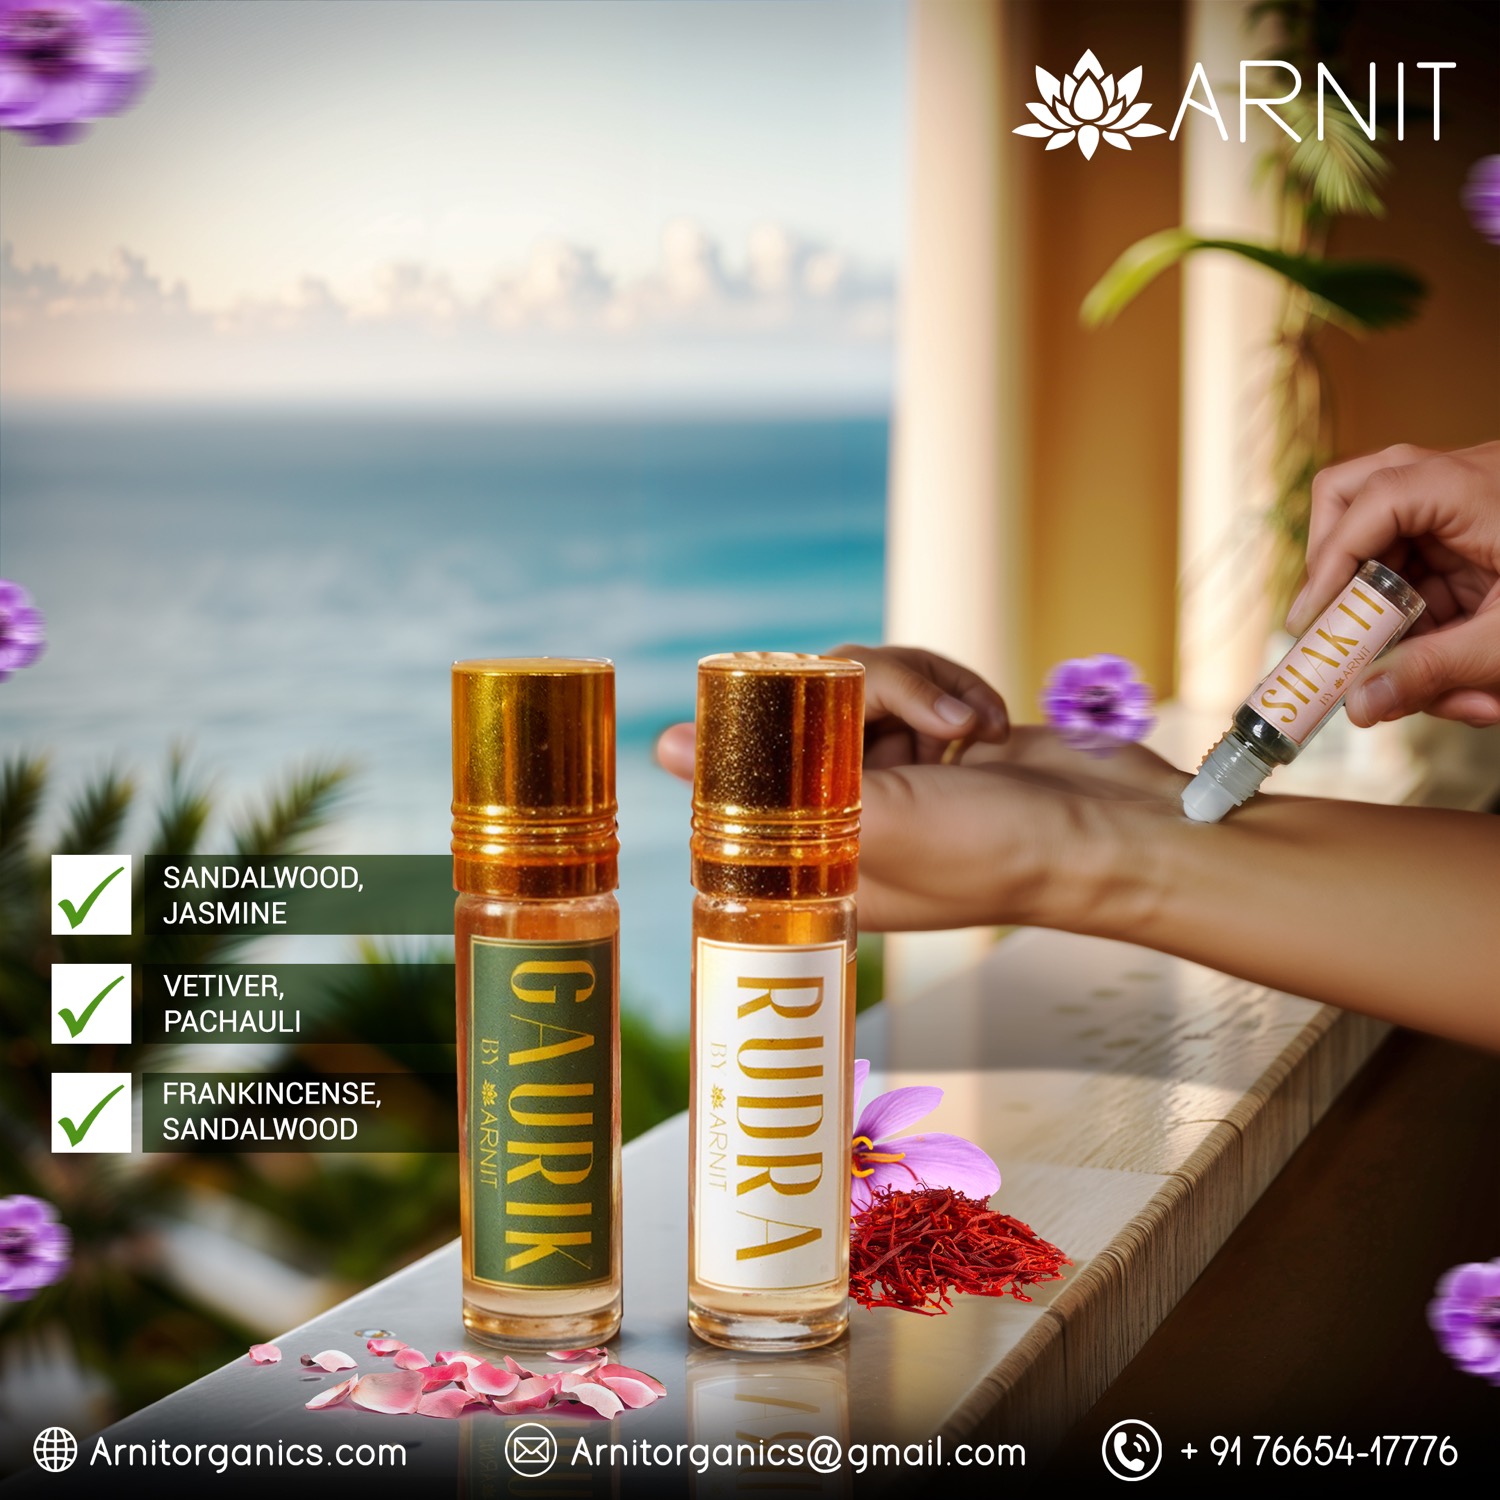 ARNIT
SHAKTI
BY ARNIT
SANDALWOOD,
JASMINE
VETIVER,
PACHAULI
FRANKINCENSE,
SANDALWOOD
GAURIK
BY ARNIT
RUDRA
BY ARNIT
Arnitorganics.com
Arnitorganics@gmail.com
+ 91 76654-17776